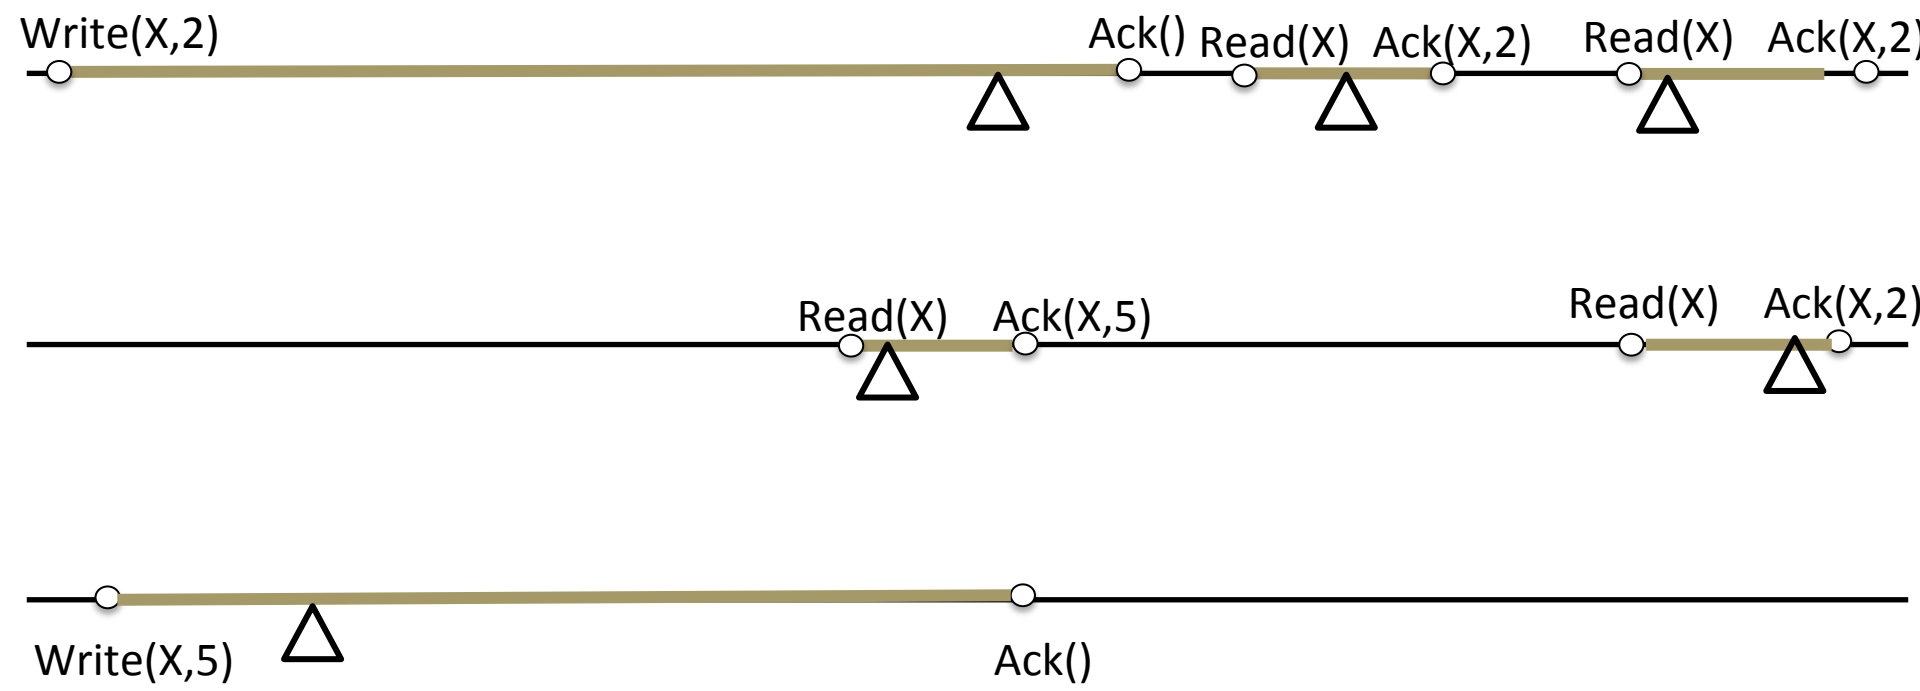 Write(X,2) Ack() Read(X) Ack(X,2) Read(X) Ack(X,2)
Read(X) Ack(X,5) Read(X) Ack(X,2)
Write(X,5) Ack()